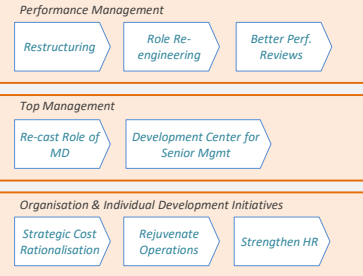 Performance Management
Restructuring
Role Re-
engineering
Better Perf.
Reviews
Top Management
Re-cast Role of
MD
Development Center for
Senior Mgmt
Organisation & Individual Development Initiatives
Strategic Cost
Rationalisation
Rejuvenate
Operations
Strengthen HR